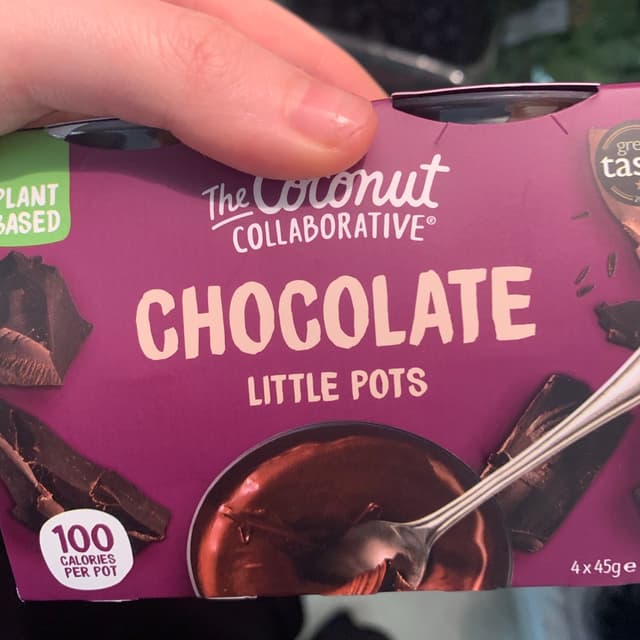 PLANT
BASED
The Coconut
COLLABORATIVE®
CHOCOLATE
LITTLE POTS
100
CALORIES
PER POT
4 x 45g e